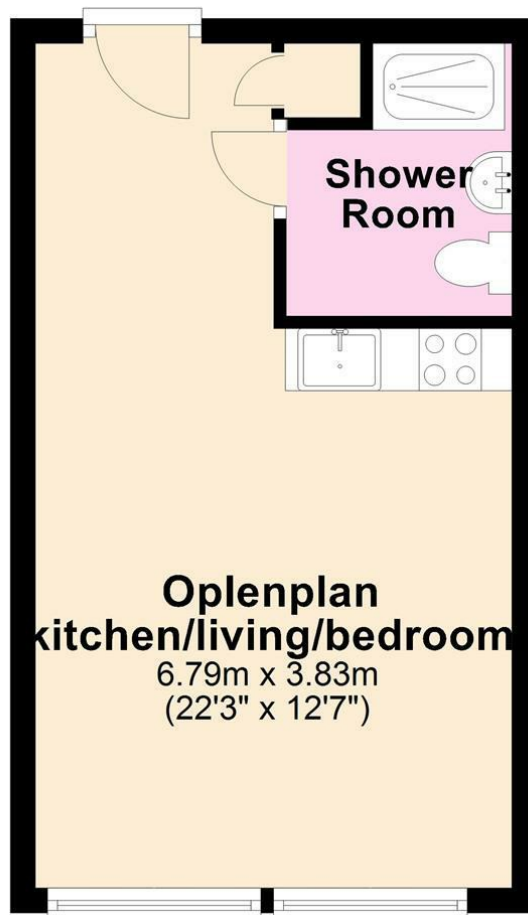 Shower
Room
Oplenplan
kitchen/living/bedroom
6.79m x 3.83m
(22'3" x 12'7")